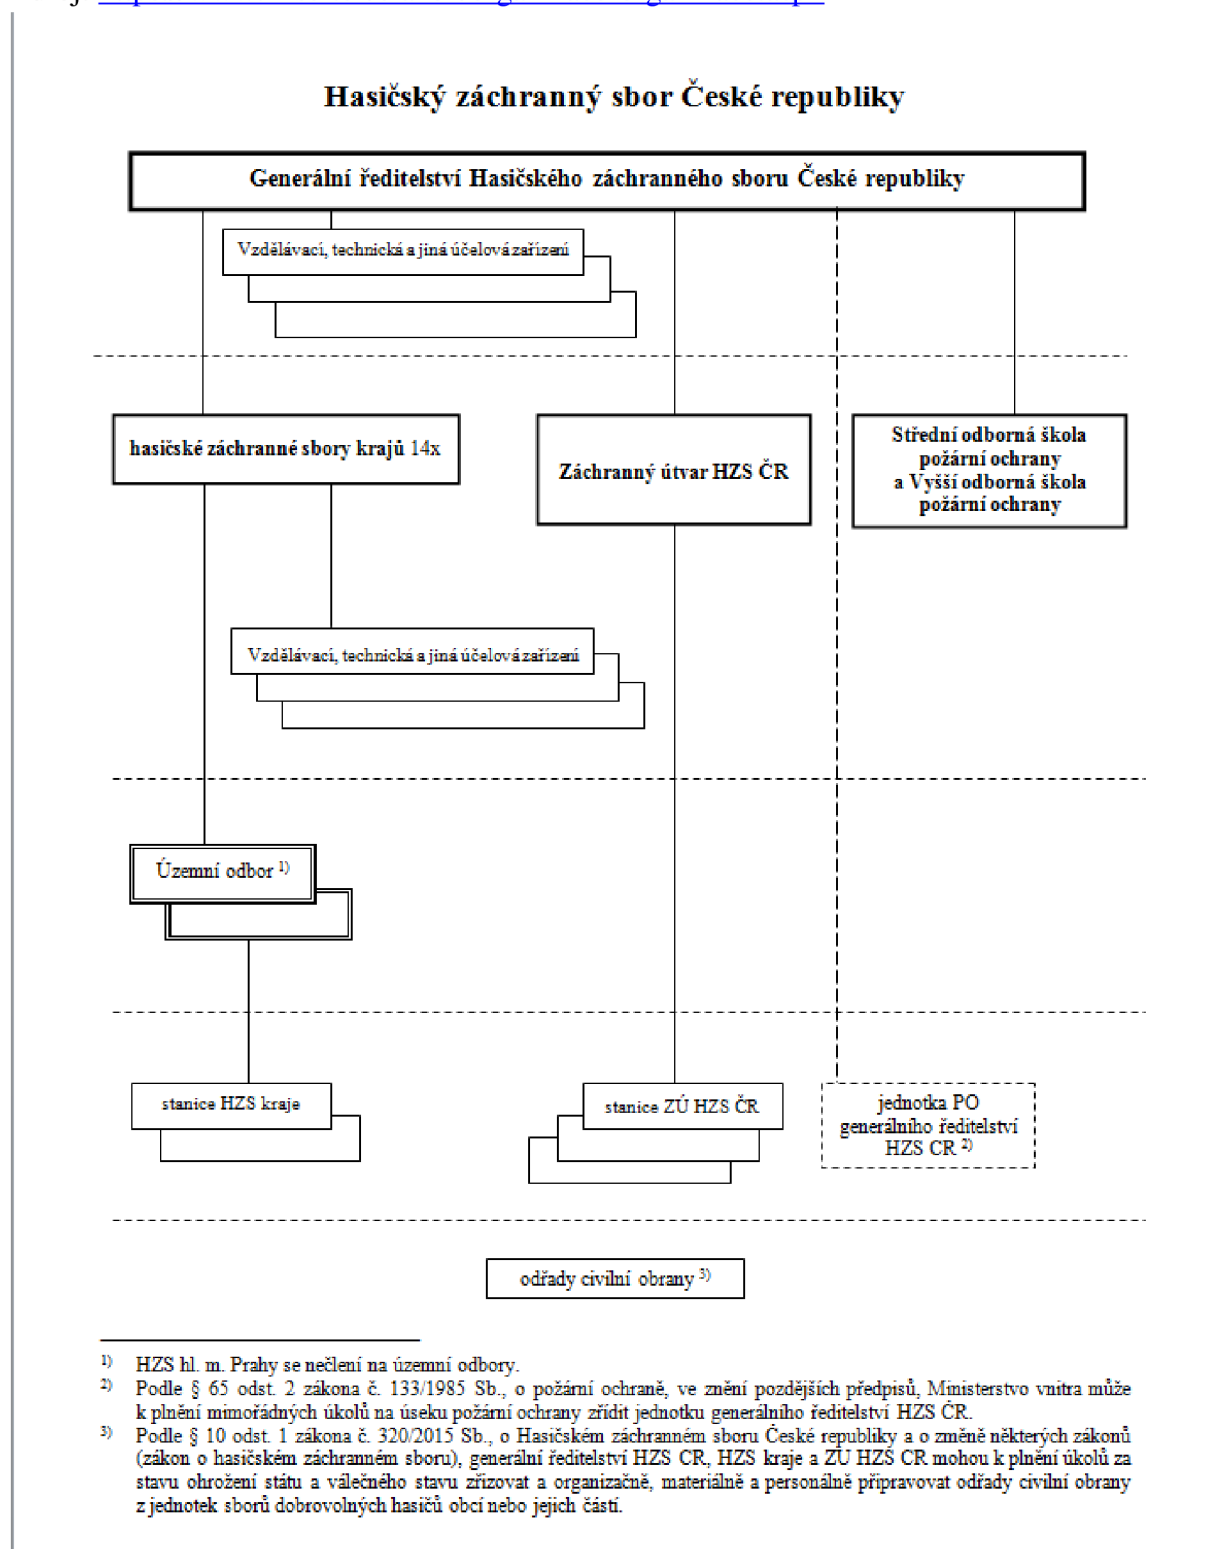 Hasičský záchranný sbor České republiky
Generální ředitelství Hasičského záchranného sboru České republiky
Vzdělávací, technická a jiná účelová zařízení
hasičské záchranné sbory krajů 14x
Záchranný útvar HZS ČR
Střední odborná škola
požární ochrany
a Vyšší odborná škola
požární ochrany
Vzdělávací, technická a jiná účelová zařízení
Územní odbor 1)
stanice HZS kraje
stanice ZÚ HZS ČR
jednotka PO
generálního ředitelství
HZS CR 2)
odřady civilní obrany 3)
1) HZS hl. m. Prahy se nečlení na územní odbory.
2) Podle § 65 odst. 2 zákona č. 133/1985 Sb., o požární ochraně, ve znění pozdějších předpisů, Ministerstvo vnitra může
k plnění mimořádných úkolů na úseku požární ochrany zřídit jednotku generálního ředitelství HZS ČR.
3) Podle § 10 odst. 1 zákona č. 320/2015 Sb., o Hasičském záchranném sboru České republiky a o změně některých zákonů
(zákon o hasičském záchranném sboru), generální ředitelství HZS CR, HZS kraje a ZÚ HZS CR mohou k plnění úkolů za
stavu ohrožení státu a válečného stavu zřizovat a organizačně, materiálně a personálně připravovat odřady civilní obrany
z jednotek sborů dobrovolných hasičů obcí nebo jejich částí.